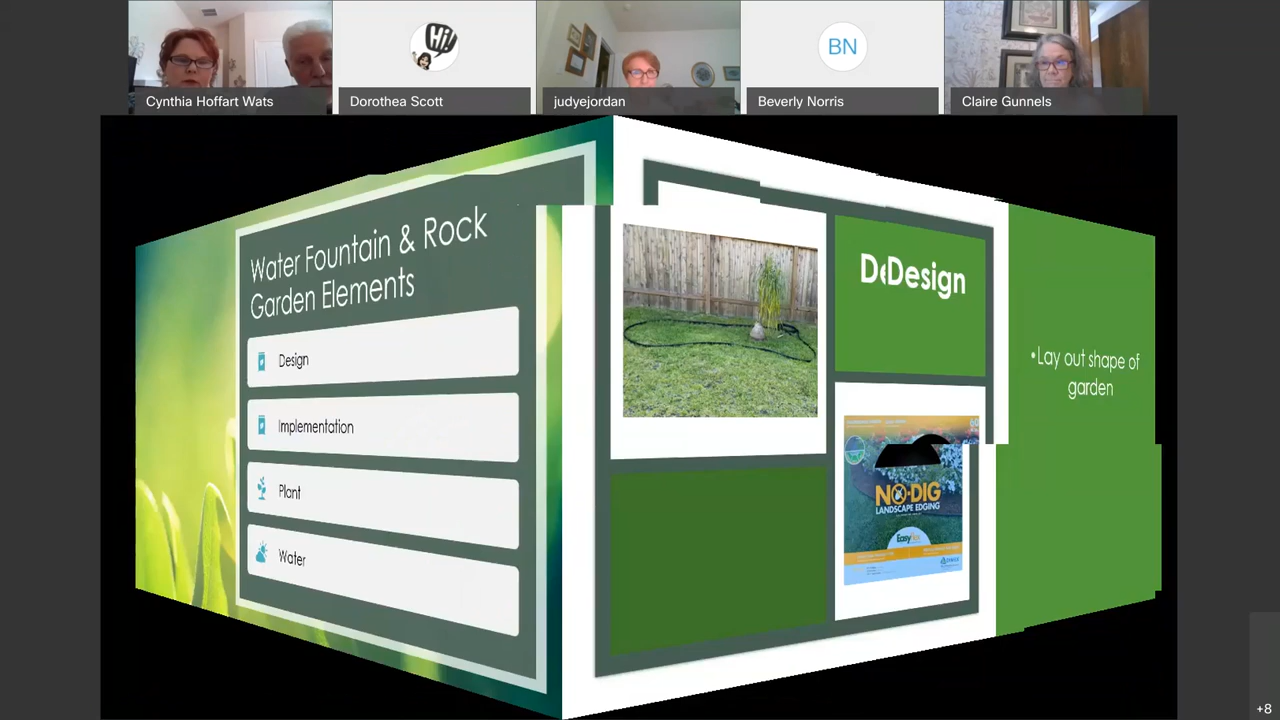 Hi!
BN
Cynthia Hoffart Wats
Dorothea Scott
judyejordan
Beverly Norris
Claire Gunnels
Water Fountain & Rock
Garden Elements
Design
Implementation
Plant
Water
Design
•Lay out shape of
garden
NO-DIG
LANDSCAPE EDGING
+8